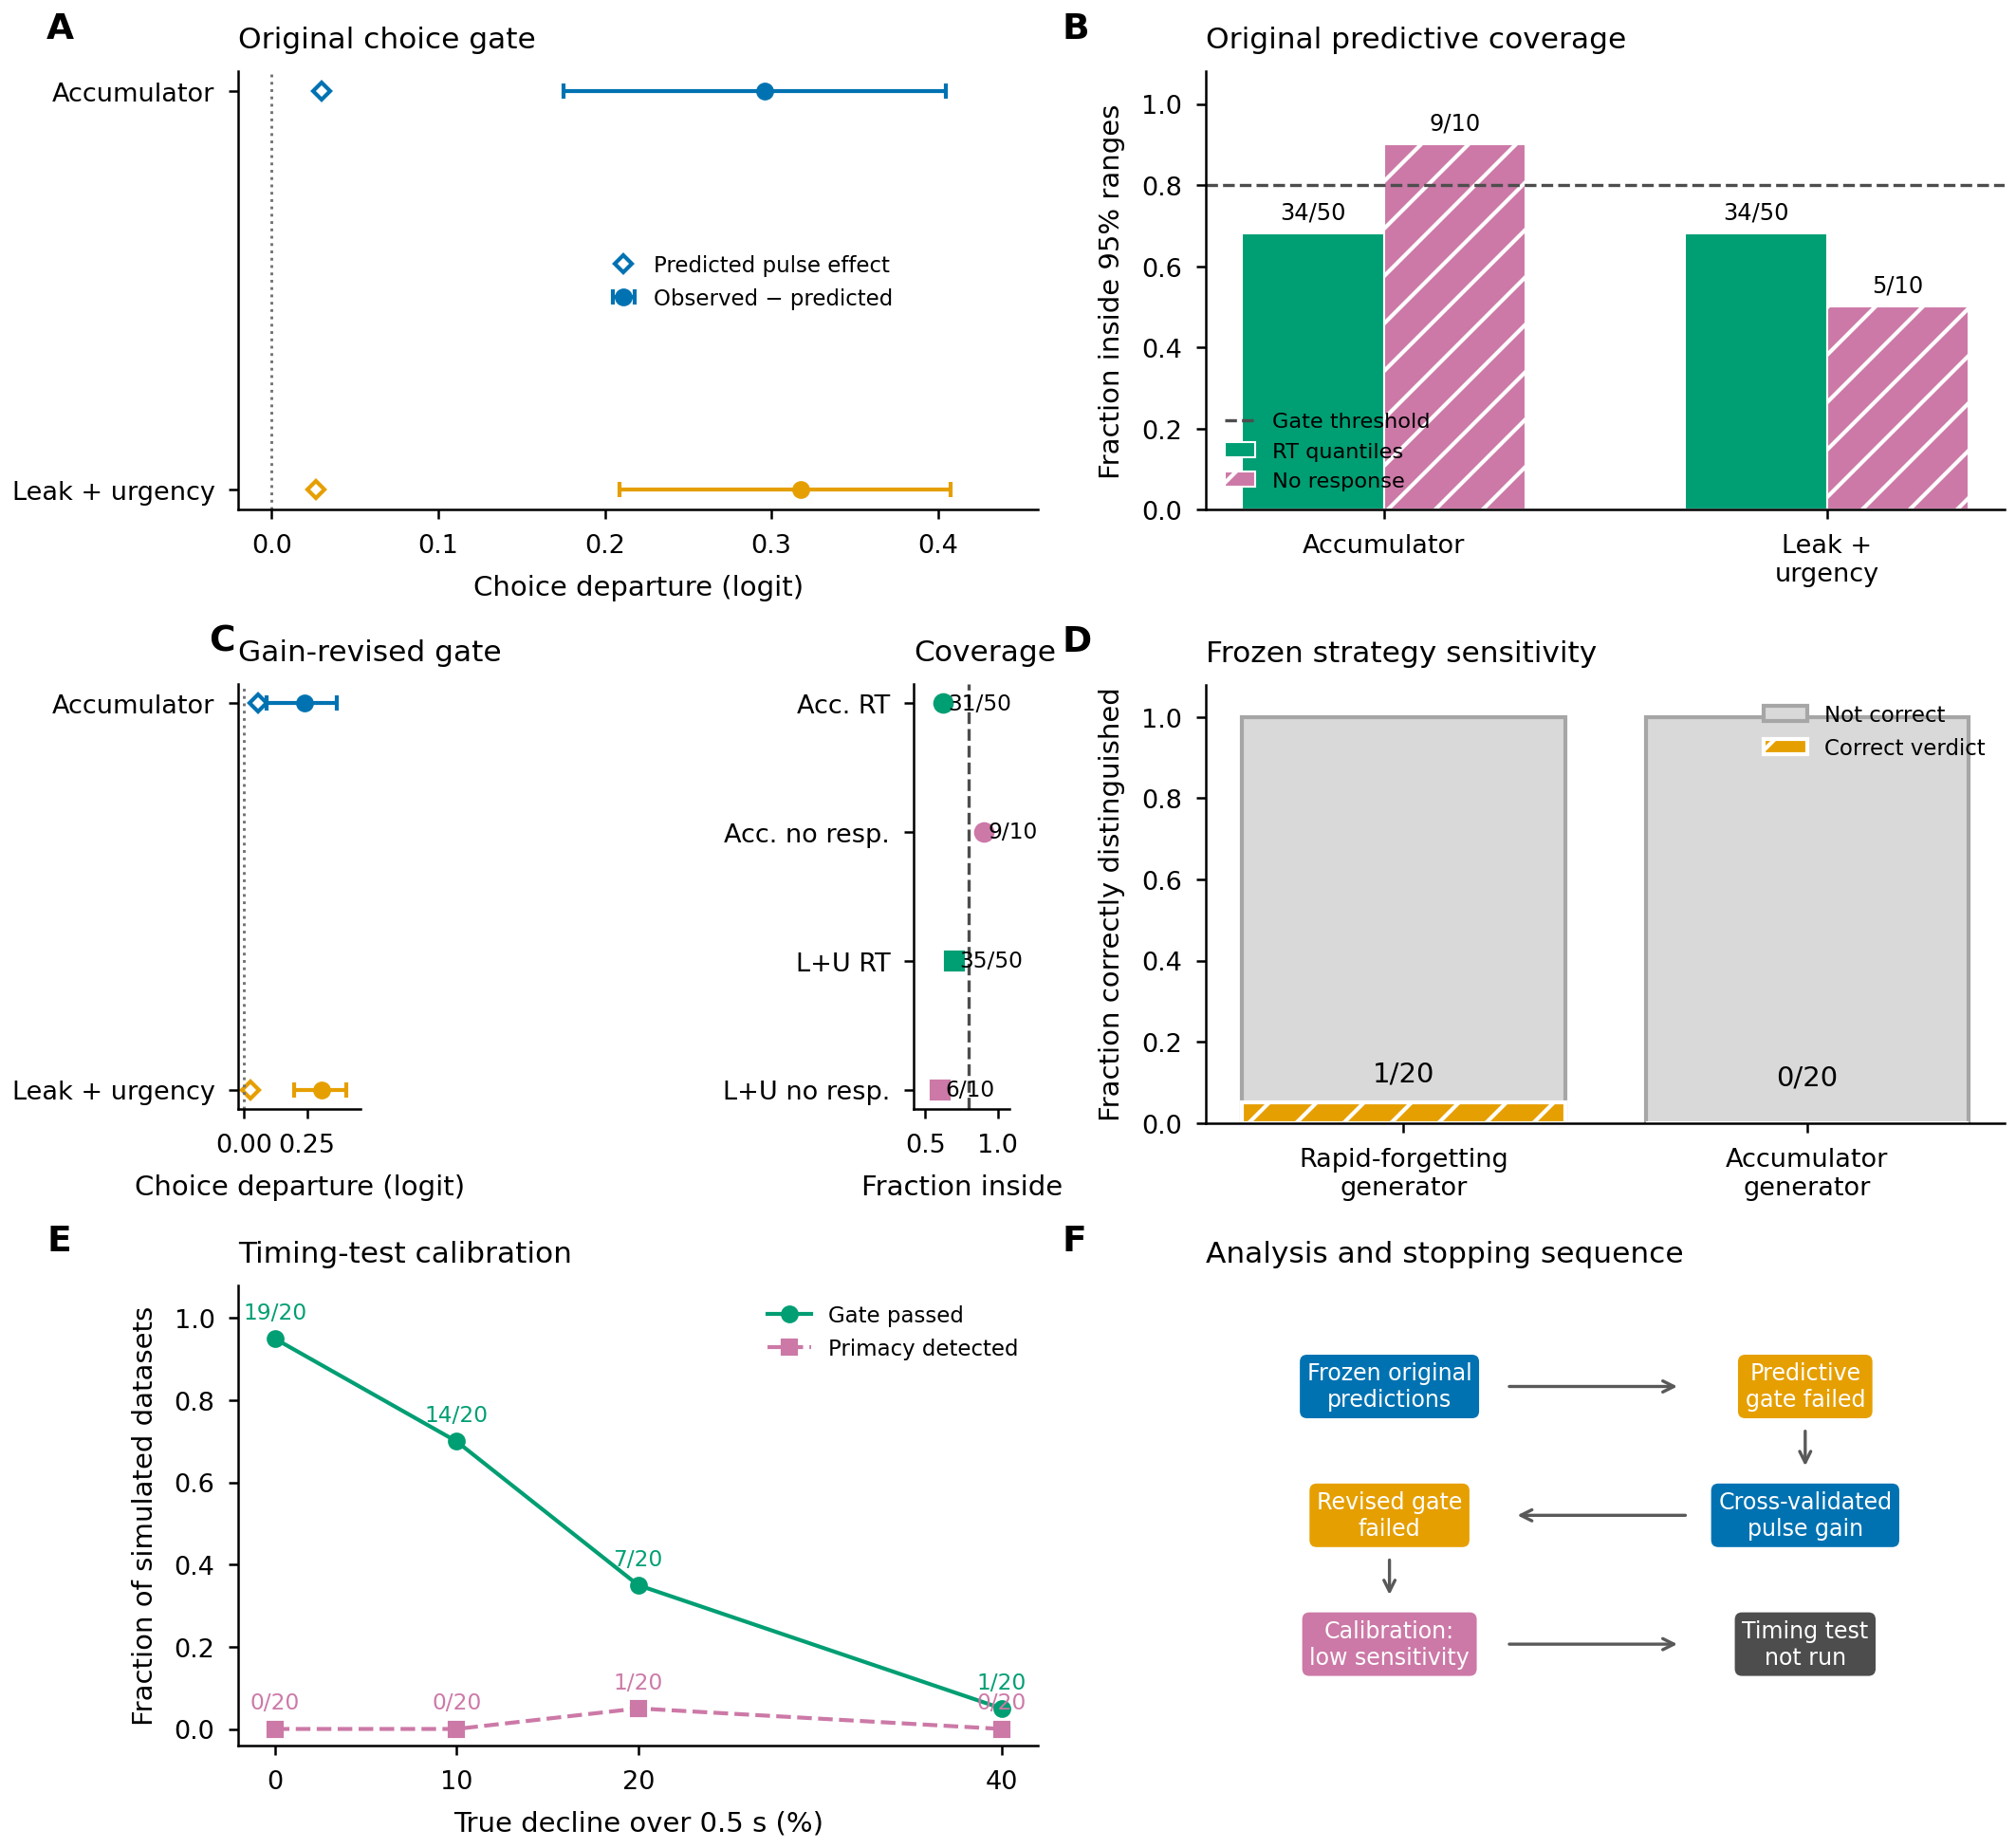 A
Original choice gate
Accumulator
Leak + urgency
Predicted pulse effect
Observed − predicted
0.0
0.1
0.2
0.3
0.4
Choice departure (logit)
B
Original predictive coverage
Fraction inside 95% ranges
1.0
0.8
0.6
0.4
0.2
0.0
34/50
9/10
34/50
5/10
Gate threshold
RT quantiles
No response
Accumulator
Leak +
urgency
C
Gain-revised gate
Accumulator
Leak + urgency
0.00
0.25
Choice departure (logit)
Coverage
Acc. RT
Acc. no resp.
L+U RT
L+U no resp.
31/50
9/10
35/50
6/10
0.5
1.0
Fraction inside
D
Frozen strategy sensitivity
Fraction correctly distinguished
1.0
0.8
0.6
0.4
0.2
0.0
Not correct
Correct verdict
1/20
0/20
Rapid-forgetting
generator
Accumulator
generator
E
Timing-test calibration
Fraction of simulated datasets
1.0
0.8
0.6
0.4
0.2
0.0
Gate passed
Primacy detected
19/20
14/20
7/20
1/20
0/20
0/20
1/20
0/20
0
10
20
40
True decline over 0.5 s (%)
F
Analysis and stopping sequence
Frozen original
predictions
Predictive
gate failed
Revised gate
failed
Cross-validated
pulse gain
Calibration:
low sensitivity
Timing test
not run